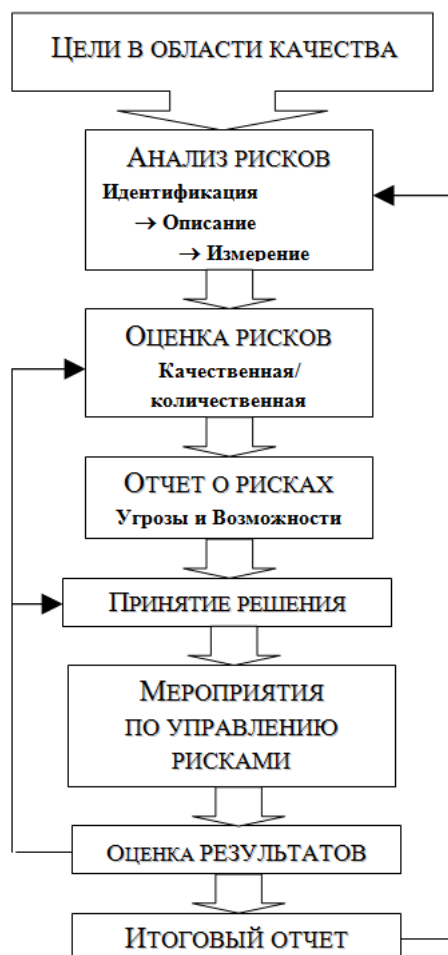 ЦЕЛИ В ОБЛАСТИ КАЧЕСТВА
АНАЛИЗ РИСКОВ
Идентификация
→ Описание
→ Измерение
ОЦЕНКА РИСКОВ
Качественная/
количественная
ОТЧЕТ О РИСКАХ
Угрозы и Возможности
ПРИНЯТИЕ РЕШЕНИЯ
МЕРОПРИЯТИЯ
ПО УПРАВЛЕНИЮ
РИСКАМИ
ОЦЕНКА РЕЗУЛЬТАТОВ
ИТОГОВЫЙ ОТЧЕТ